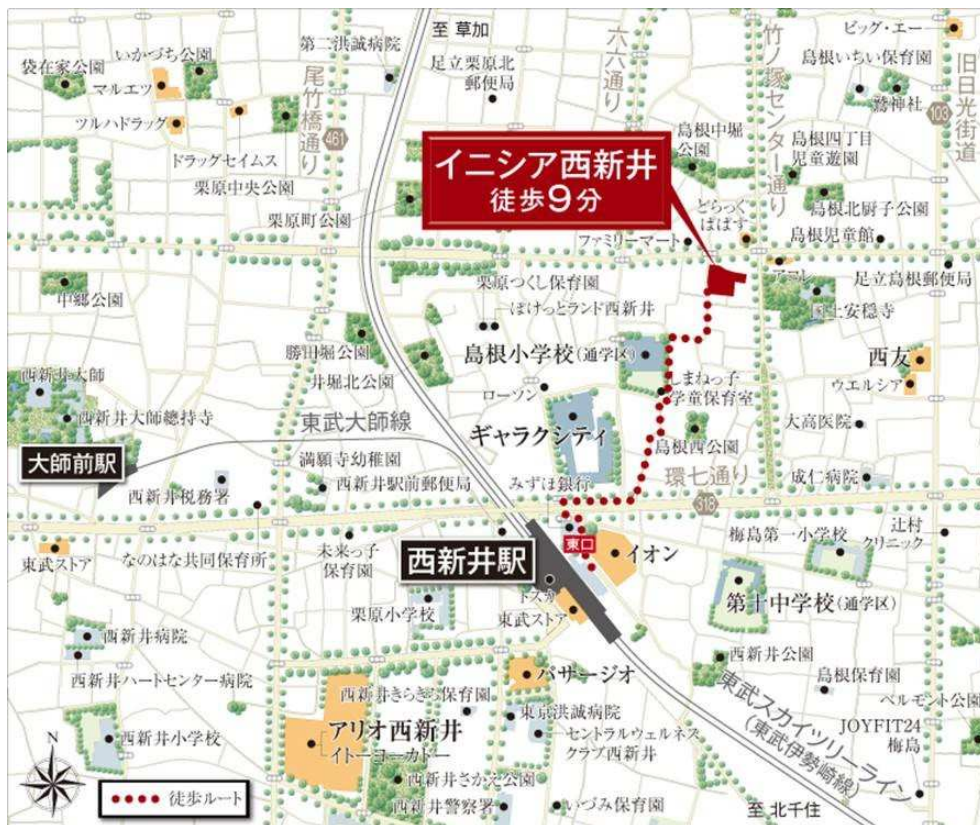 至 草加
ビッグ・エー
いかづち公園
第二洪誠病院
袋在家公園
足立栗原北
郵便局
六六通り
竹ノ塚センター通り
島根いちい保育園
マルエツ
尾竹橋通り
鷲神社
旧日光街道
103
ツルハドラッグ
461
島根中堀
公園
島根四丁目
児童遊園
イニシア西新井
徒歩9分
ドラッグセイムス
栗原中央公園
どらっぐ
ぱぱす
島根北厨子公園
栗原町公園
ファミリーマート
島根児童館
アマレ
足立島根郵便局
栗原つくし保育園
中郷公園
ぽけっとランド西新井
国土安穏寺
勝田堀公園
島根小学校(通学区)
西友
井堀北公園
しまねっ子
学童保育室
ウエルシア
西新井大師
ローソン
西新井大師總持寺
東武大師線
ギャラクシティ
島根西公園
大高医院
大師前駅
満願寺幼稚園
環七通り
西新井駅前郵便局
みずほ銀行
成仁病院
西新井税務署
318
東武ストア
なのはな共同保育所
未来っ子
保育園
西新井駅
東口
イオン
梅島第一小学校
辻村
クリニック
トスカ
栗原小学校
東武ストア
第十中学校(通学区)
西新井病院
西新井公園
西新井ハートセンター病院
パサージオ
島根保育園
西新井きらきら保育園
東武スカイツリーライン
(東武伊勢崎線)
ベルモント公園
東京洪誠病院
アリオ西新井
イトーヨーカドー
セントラルウェルネス
クラブ西新井
JOYFIT24
梅島
西新井小学校
N
西新井さかえ公園
徒歩ルート
西新井警察署
いづみ保育園
至 北千住